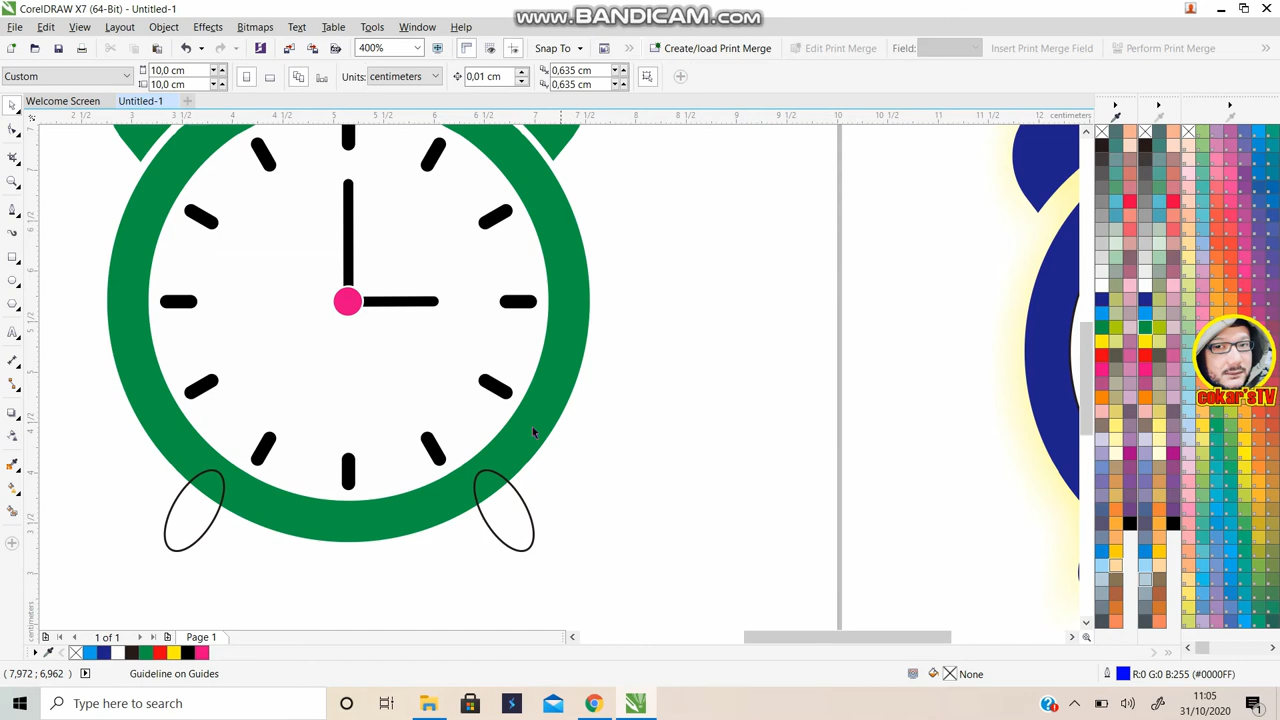 CorelDRAW X7 (64-Bit) - Untitled-1
www.BANDICAM.com
File Edit View Layout Object Effects Bitmaps Text Table Tools Window Help
400% Snap To Create/load Print Merge Edit Print Merge Field: Insert Print Merge Field Perform Print Merge
Custom 10,0 cm 10,0 cm Units: centimeters 0,01 cm 0,635 cm 0,635 cm
Welcome Screen Untitled-1
centimeters
centimeters
cokar'sTV
1 of 1 Page 1
( 7,972 ; 6,962 ) Guideline on Guides None R:0 G:0 B:255 (#0000FF)
Type here to search
11:05
31/10/2020